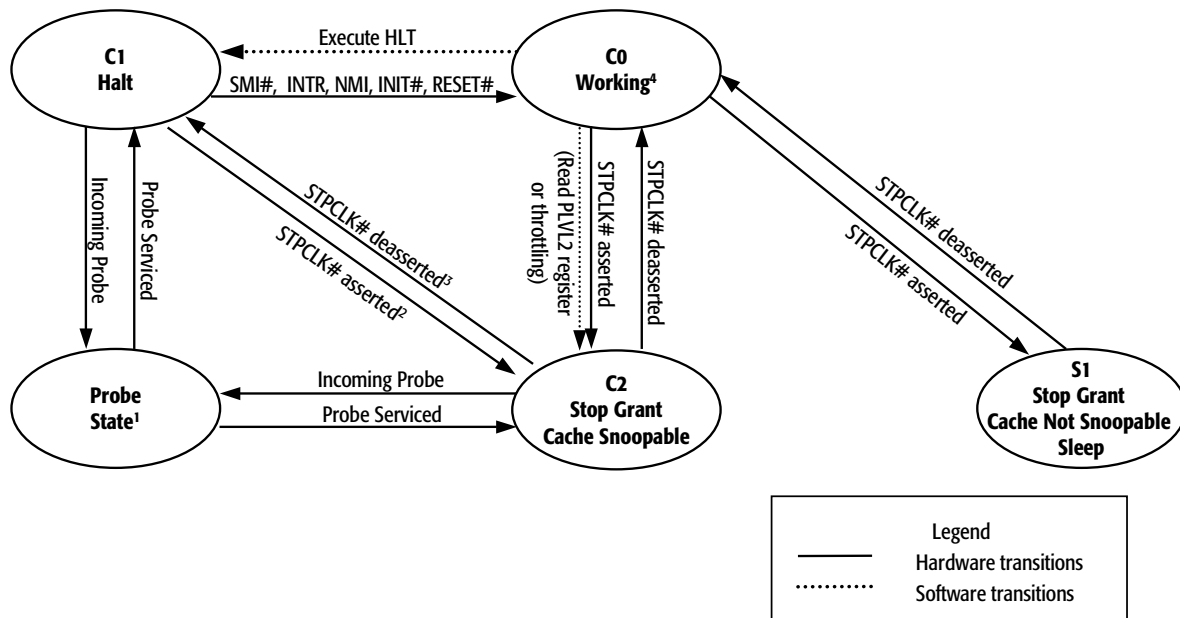 Execute HLT
C1
Halt
C0
Working⁴
SMI#, INTR, NMI, INIT#, RESET#
Incoming Probe
Probe Serviced
STPCLK# deasserted³
STPCLK# asserted²
(Read PLVL2 register
or throttling)
STPCLK# asserted
STPCLK# deasserted
STPCLK# deasserted
STPCLK# asserted
Probe
State¹
Incoming Probe
Probe Serviced
C2
Stop Grant
Cache Snoopable
S1
Stop Grant
Cache Not Snoopable
Sleep
Legend
Hardware transitions
Software transitions